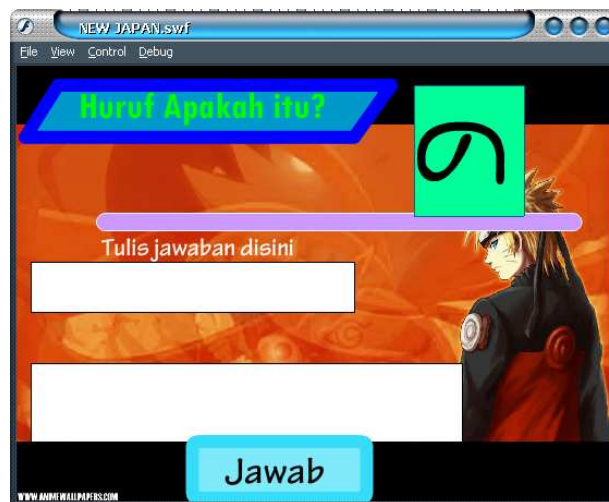 NEW JAPAN.swf
File View Control Debug
Huruf Apakah itu?
の
Tulis jawaban disini
Jawab
WWW.ANIMEWALLPAPERS.COM